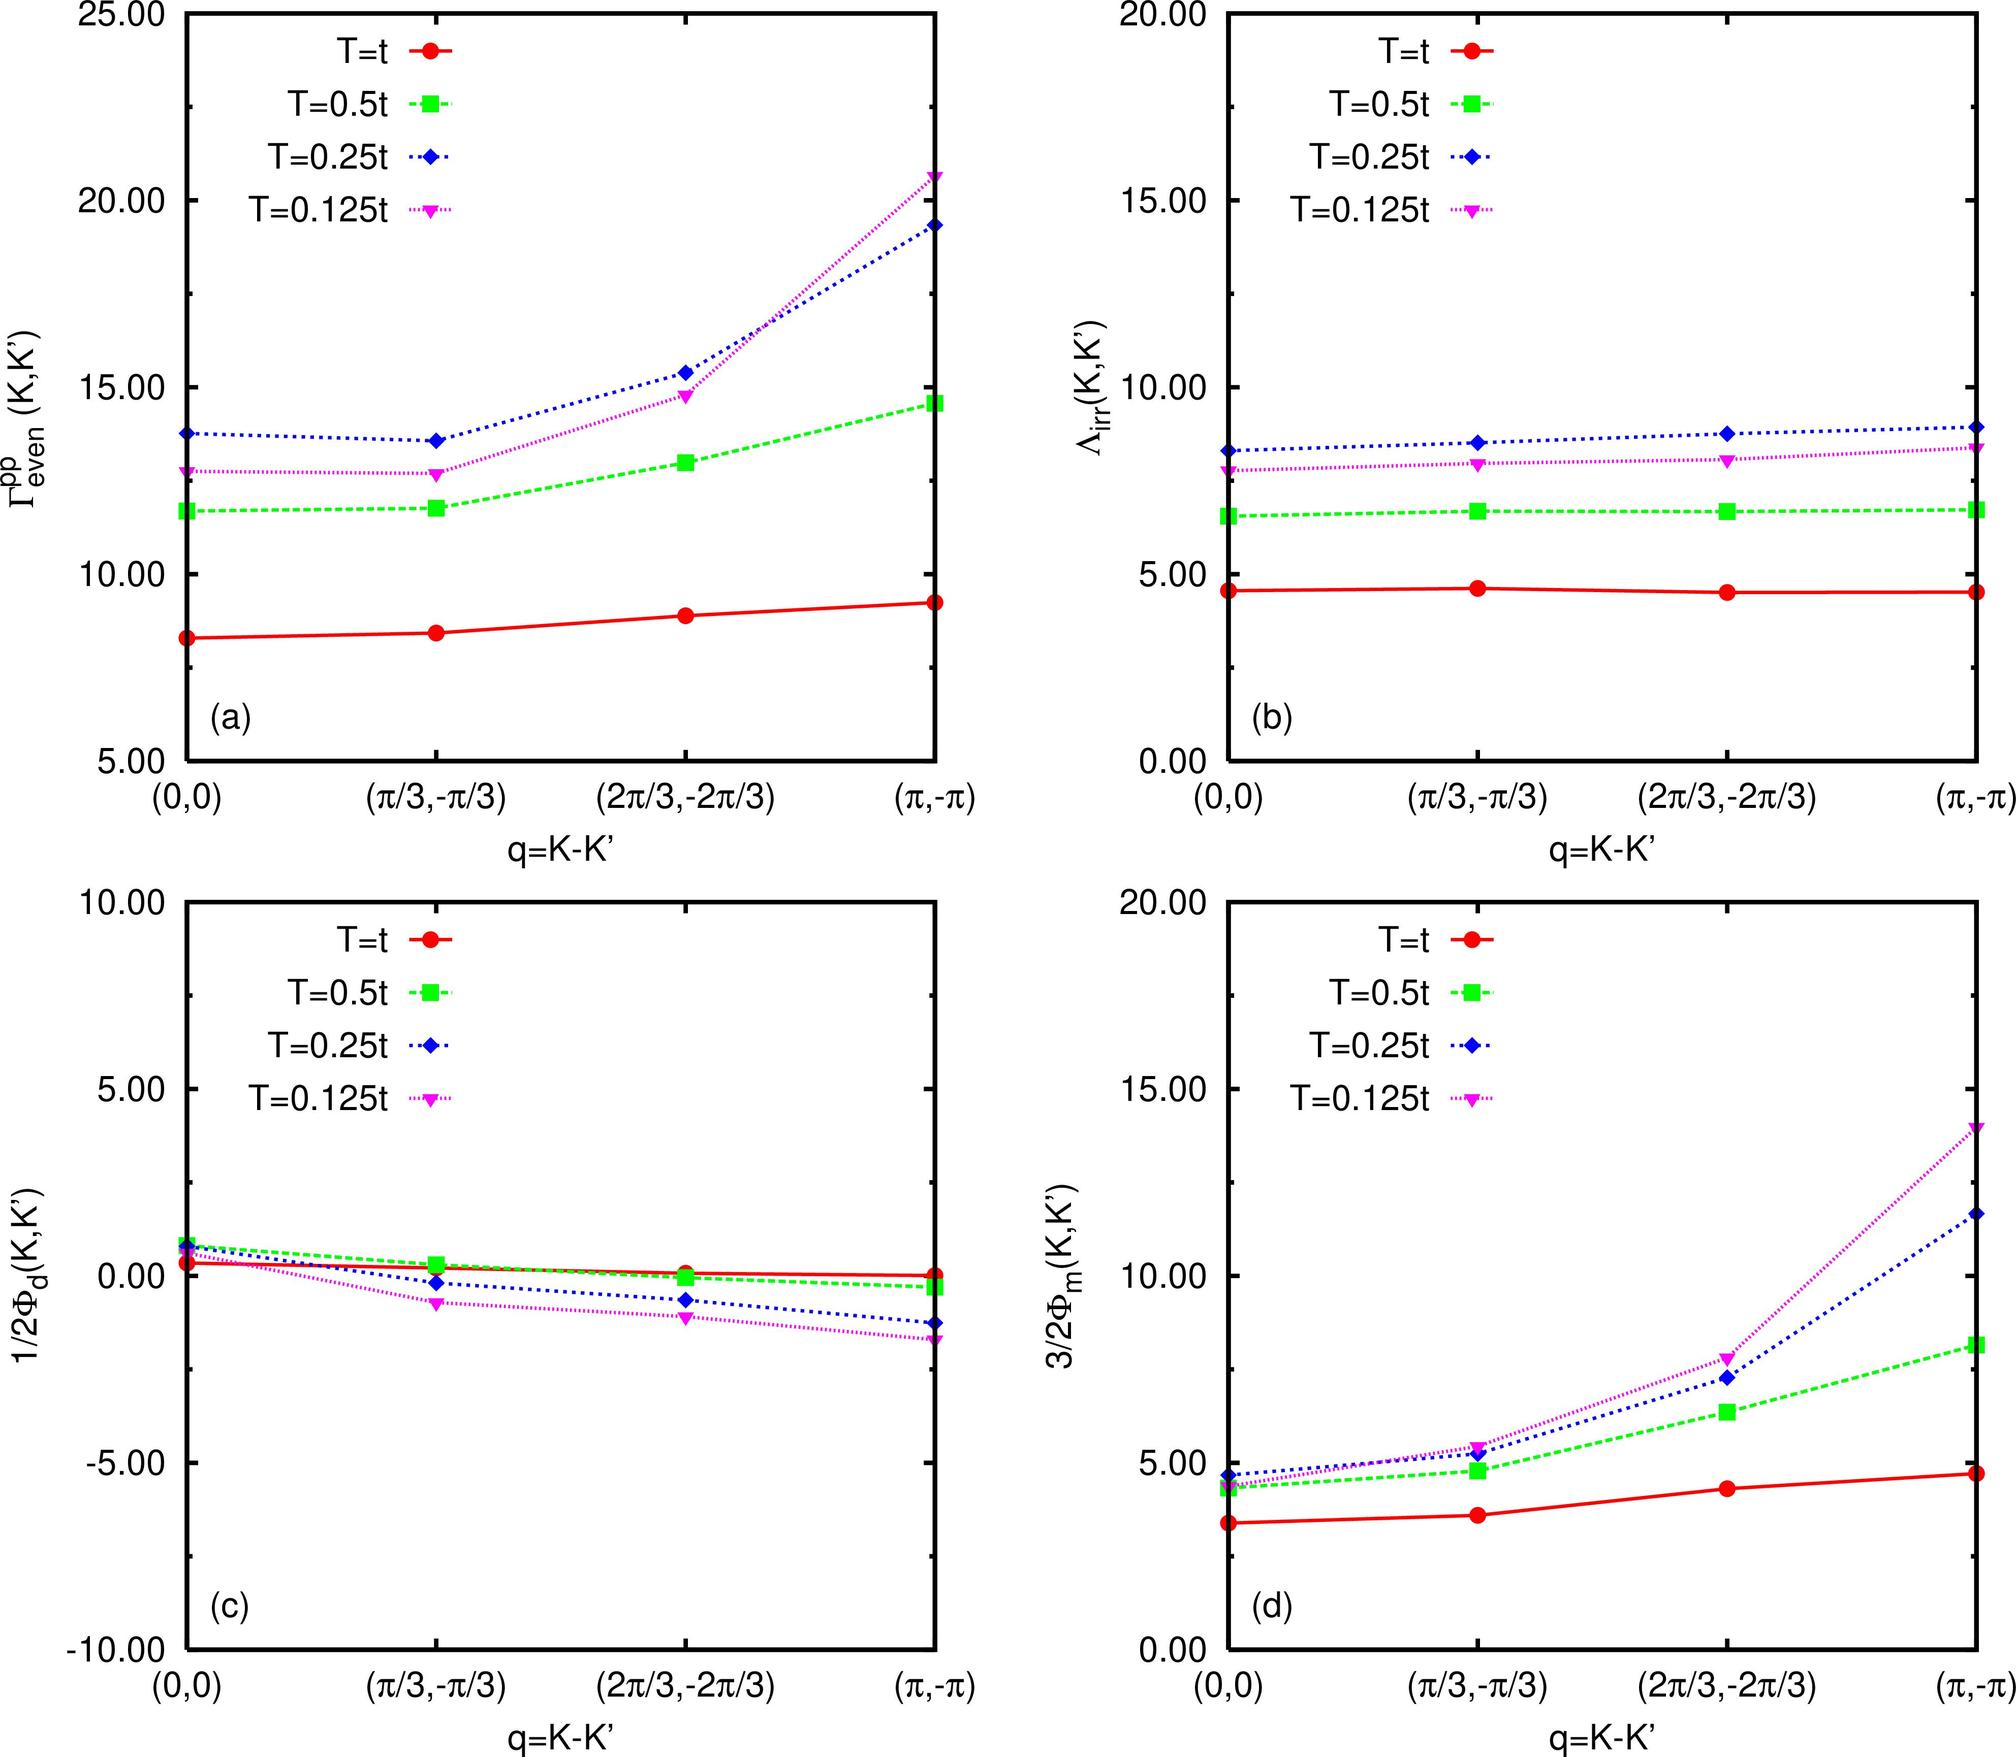 25.00
20.00
15.00
10.00
5.00
Γ^pp_even (K,K')
T=t
T=0.5t
T=0.25t
T=0.125t
(a)
(0,0) (π/3,-π/3) (2π/3,-2π/3) (π,-π)
q=K-K'
20.00
15.00
10.00
5.00
0.00
Λ_irr(K,K')
T=t
T=0.5t
T=0.25t
T=0.125t
(b)
(0,0) (π/3,-π/3) (2π/3,-2π/3) (π,-π)
q=K-K'
10.00
5.00
0.00
-5.00
-10.00
1/2Φ_d(K,K')
T=t
T=0.5t
T=0.25t
T=0.125t
(c)
(0,0) (π/3,-π/3) (2π/3,-2π/3) (π,-π)
q=K-K'
20.00
15.00
10.00
5.00
0.00
3/2Φ_m(K,K')
T=t
T=0.5t
T=0.25t
T=0.125t
(d)
(0,0) (π/3,-π/3) (2π/3,-2π/3) (π,-π)
q=K-K'